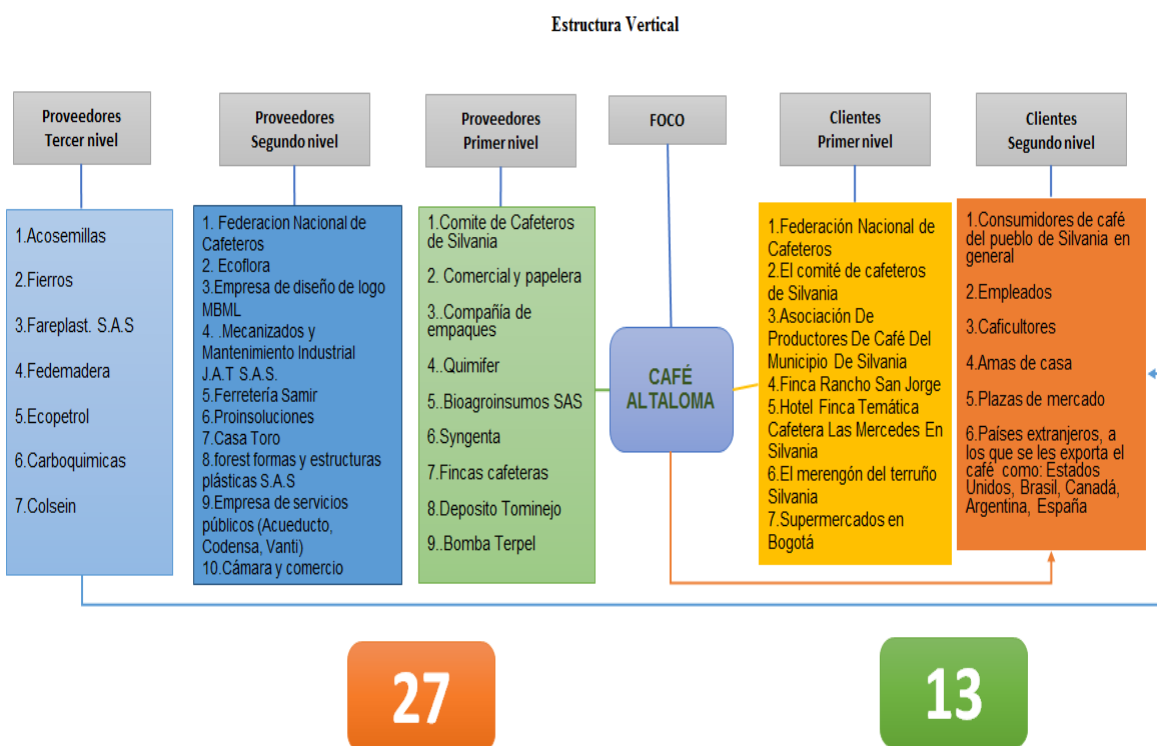 Estructura Vertical
Proveedores
Tercer nivel
1.Acosemillas
2.Fierros
3.Fareplast. S.A.S
4.Fedemadera
5.Ecopetrol
6.Carboquimicas
7.Colsein
Proveedores
Segundo nivel
1. Federacion Nacional de
Cafeteros
2. Ecoflora
3.Empresa de diseño de logo
MBML
4. .Mecanizados y
Mantenimiento Industrial
J.A.T S.A.S.
5.Ferretería Samir
6.Proinsoluciones
7.Casa Toro
8.forest formas y estructuras
plásticas S.A.S
9.Empresa de servicios
públicos (Acueducto,
Codensa, Vanti)
10.Cámara y comercio
Proveedores
Primer nivel
1.Comite de Cafeteros
de Silvania
2. Comercial y papelera
3..Compañía de
empaques
4..Quimifer
5..Bioagroinsumos SAS
6.Syngenta
7.Fincas cafeteras
8.Deposito Tominejo
9..Bomba Terpel
FOCO
CAFÉ
ALTALOMA
Clientes
Primer nivel
1.Federación Nacional de
Cafeteros
2.El comité de cafeteros
de Silvania
3.Asociación De
Productores De Café Del
Municipio De Silvania
4.Finca Rancho San Jorge
5.Hotel Finca Temática
Cafetera Las Mercedes En
Silvania
6.El merengón del terruño
Silvania
7.Supermercados en
Bogotá
Clientes
Segundo nivel
1.Consumidores de café
del pueblo de Silvania en
general
2.Empleados
3.Caficultores
4.Amas de casa
5.Plazas de mercado
6.Países extranjeros, a
los que se les exporta el
café como: Estados
Unidos, Brasil, Canadá,
Argentina, España
27
13